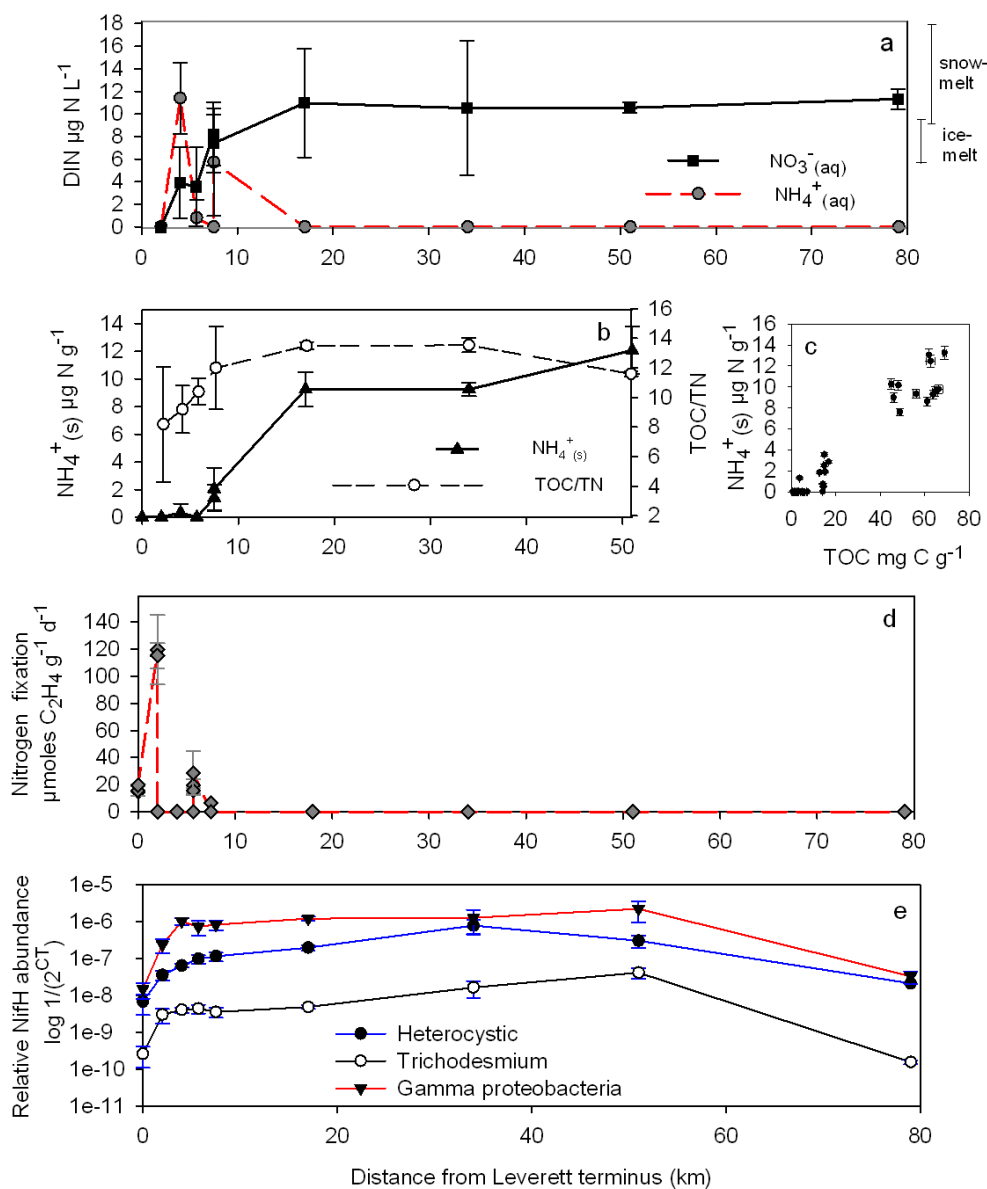 a
DIN µg N L⁻¹
18
16
14
12
10
8
6
4
2
0
0 10 20 30 40 50 60 70 80
NO₃⁻(aq)
NH₄⁺(aq)
snow-
melt
ice-
melt
b
NH₄⁺(s) µg N g⁻¹
14
12
10
8
6
4
2
0
0 10 20 30 40 50
16
14
12
10
8
6
4
2
TOC/TN
NH₄⁺(s)
TOC/TN
c
NH₄⁺(s) µg N g⁻¹
16
14
12
10
8
6
4
2
0
0 20 40 60 80
TOC mg C g⁻¹
d
Nitrogen fixation
µmoles C₂H₄ g⁻¹ d⁻¹
140
120
100
80
60
40
20
0
0 10 20 30 40 50 60 70 80
e
Relative NifH abundance
log 1/(2^CT)
1e-5
1e-6
1e-7
1e-8
1e-9
1e-10
1e-11
Heterocystic
Trichodesmium
Gamma proteobacteria
0 20 40 60 80
Distance from Leverett terminus (km)